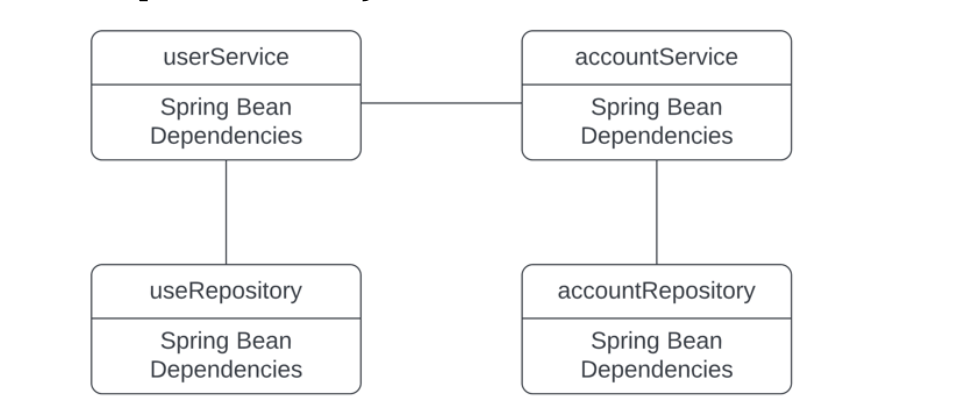 userService
Spring Bean
Dependencies
accountService
Spring Bean
Dependencies
useRepository
Spring Bean
Dependencies
accountRepository
Spring Bean
Dependencies